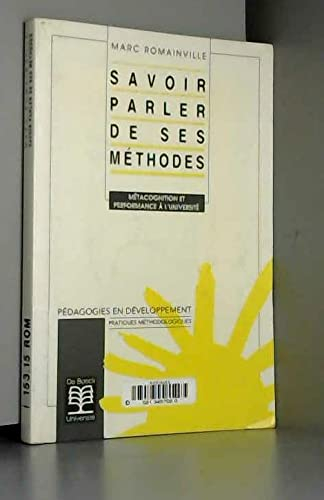 MARC ROMAINVILLE
SAVOIR
PARLER
DE SES
MÉTHODES
MÉTACOGNITION ET
PERFORMANCE À L'UNIVERSITÉ
PÉDAGOGIES EN DÉVELOPPEMENT
PRATIQUES MÉTHODOLOGIQUES
De Boeck
Université
153.15 ROM